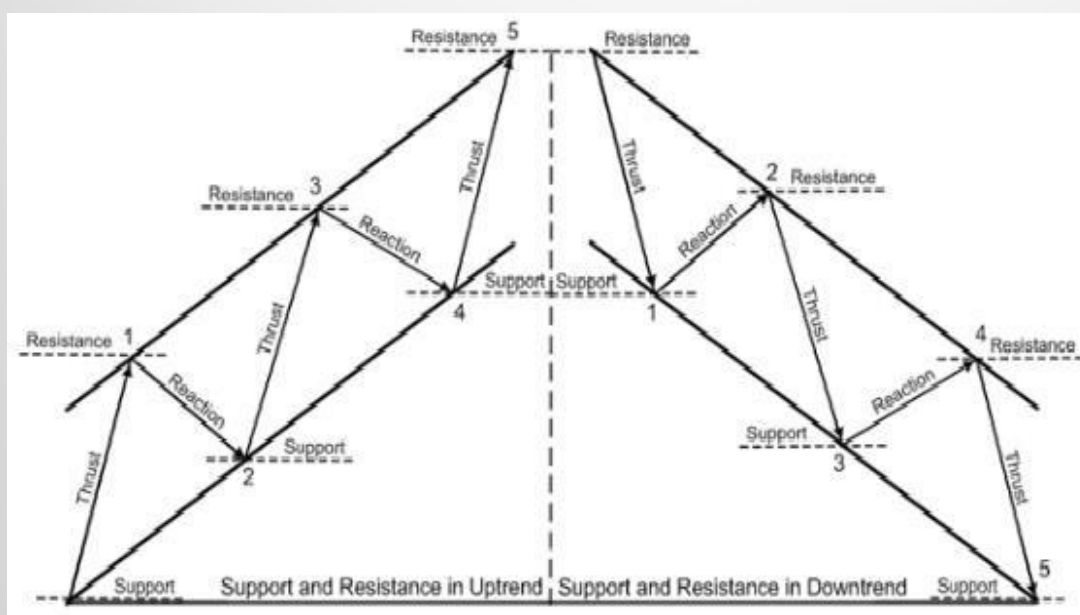 5
Resistance
Resistance
Thrust
Thrust
3
Resistance
2
Resistance
Reaction
Reaction
Support
Support
4
1
Thrust
Thrust
1
Resistance
4
Resistance
Reaction
Reaction
Support
2
Support
3
Thrust
Thrust
5
Support
Support and Resistance in Uptrend
Support and Resistance in Downtrend
Support